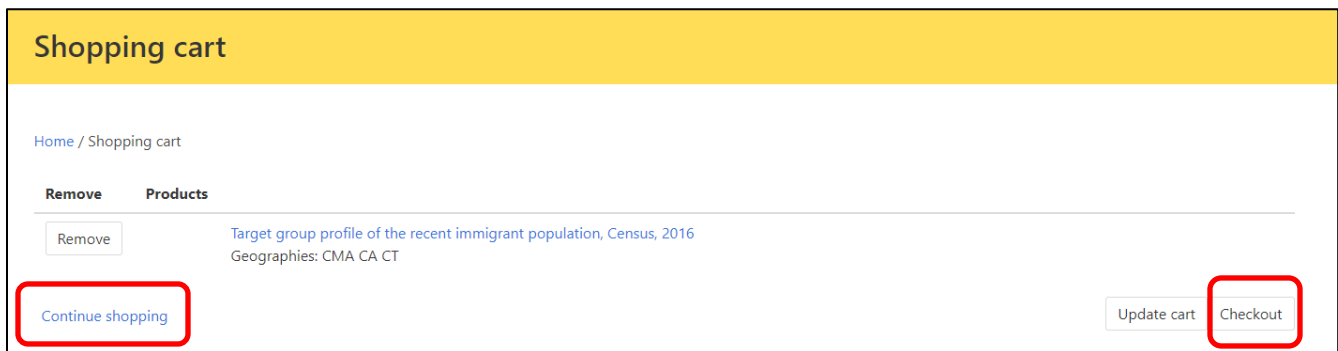 Shopping cart
Home / Shopping cart
Remove Products
Remove Target group profile of the recent immigrant population, Census, 2016
Geographies: CMA CA CT
Continue shopping Update cart Checkout